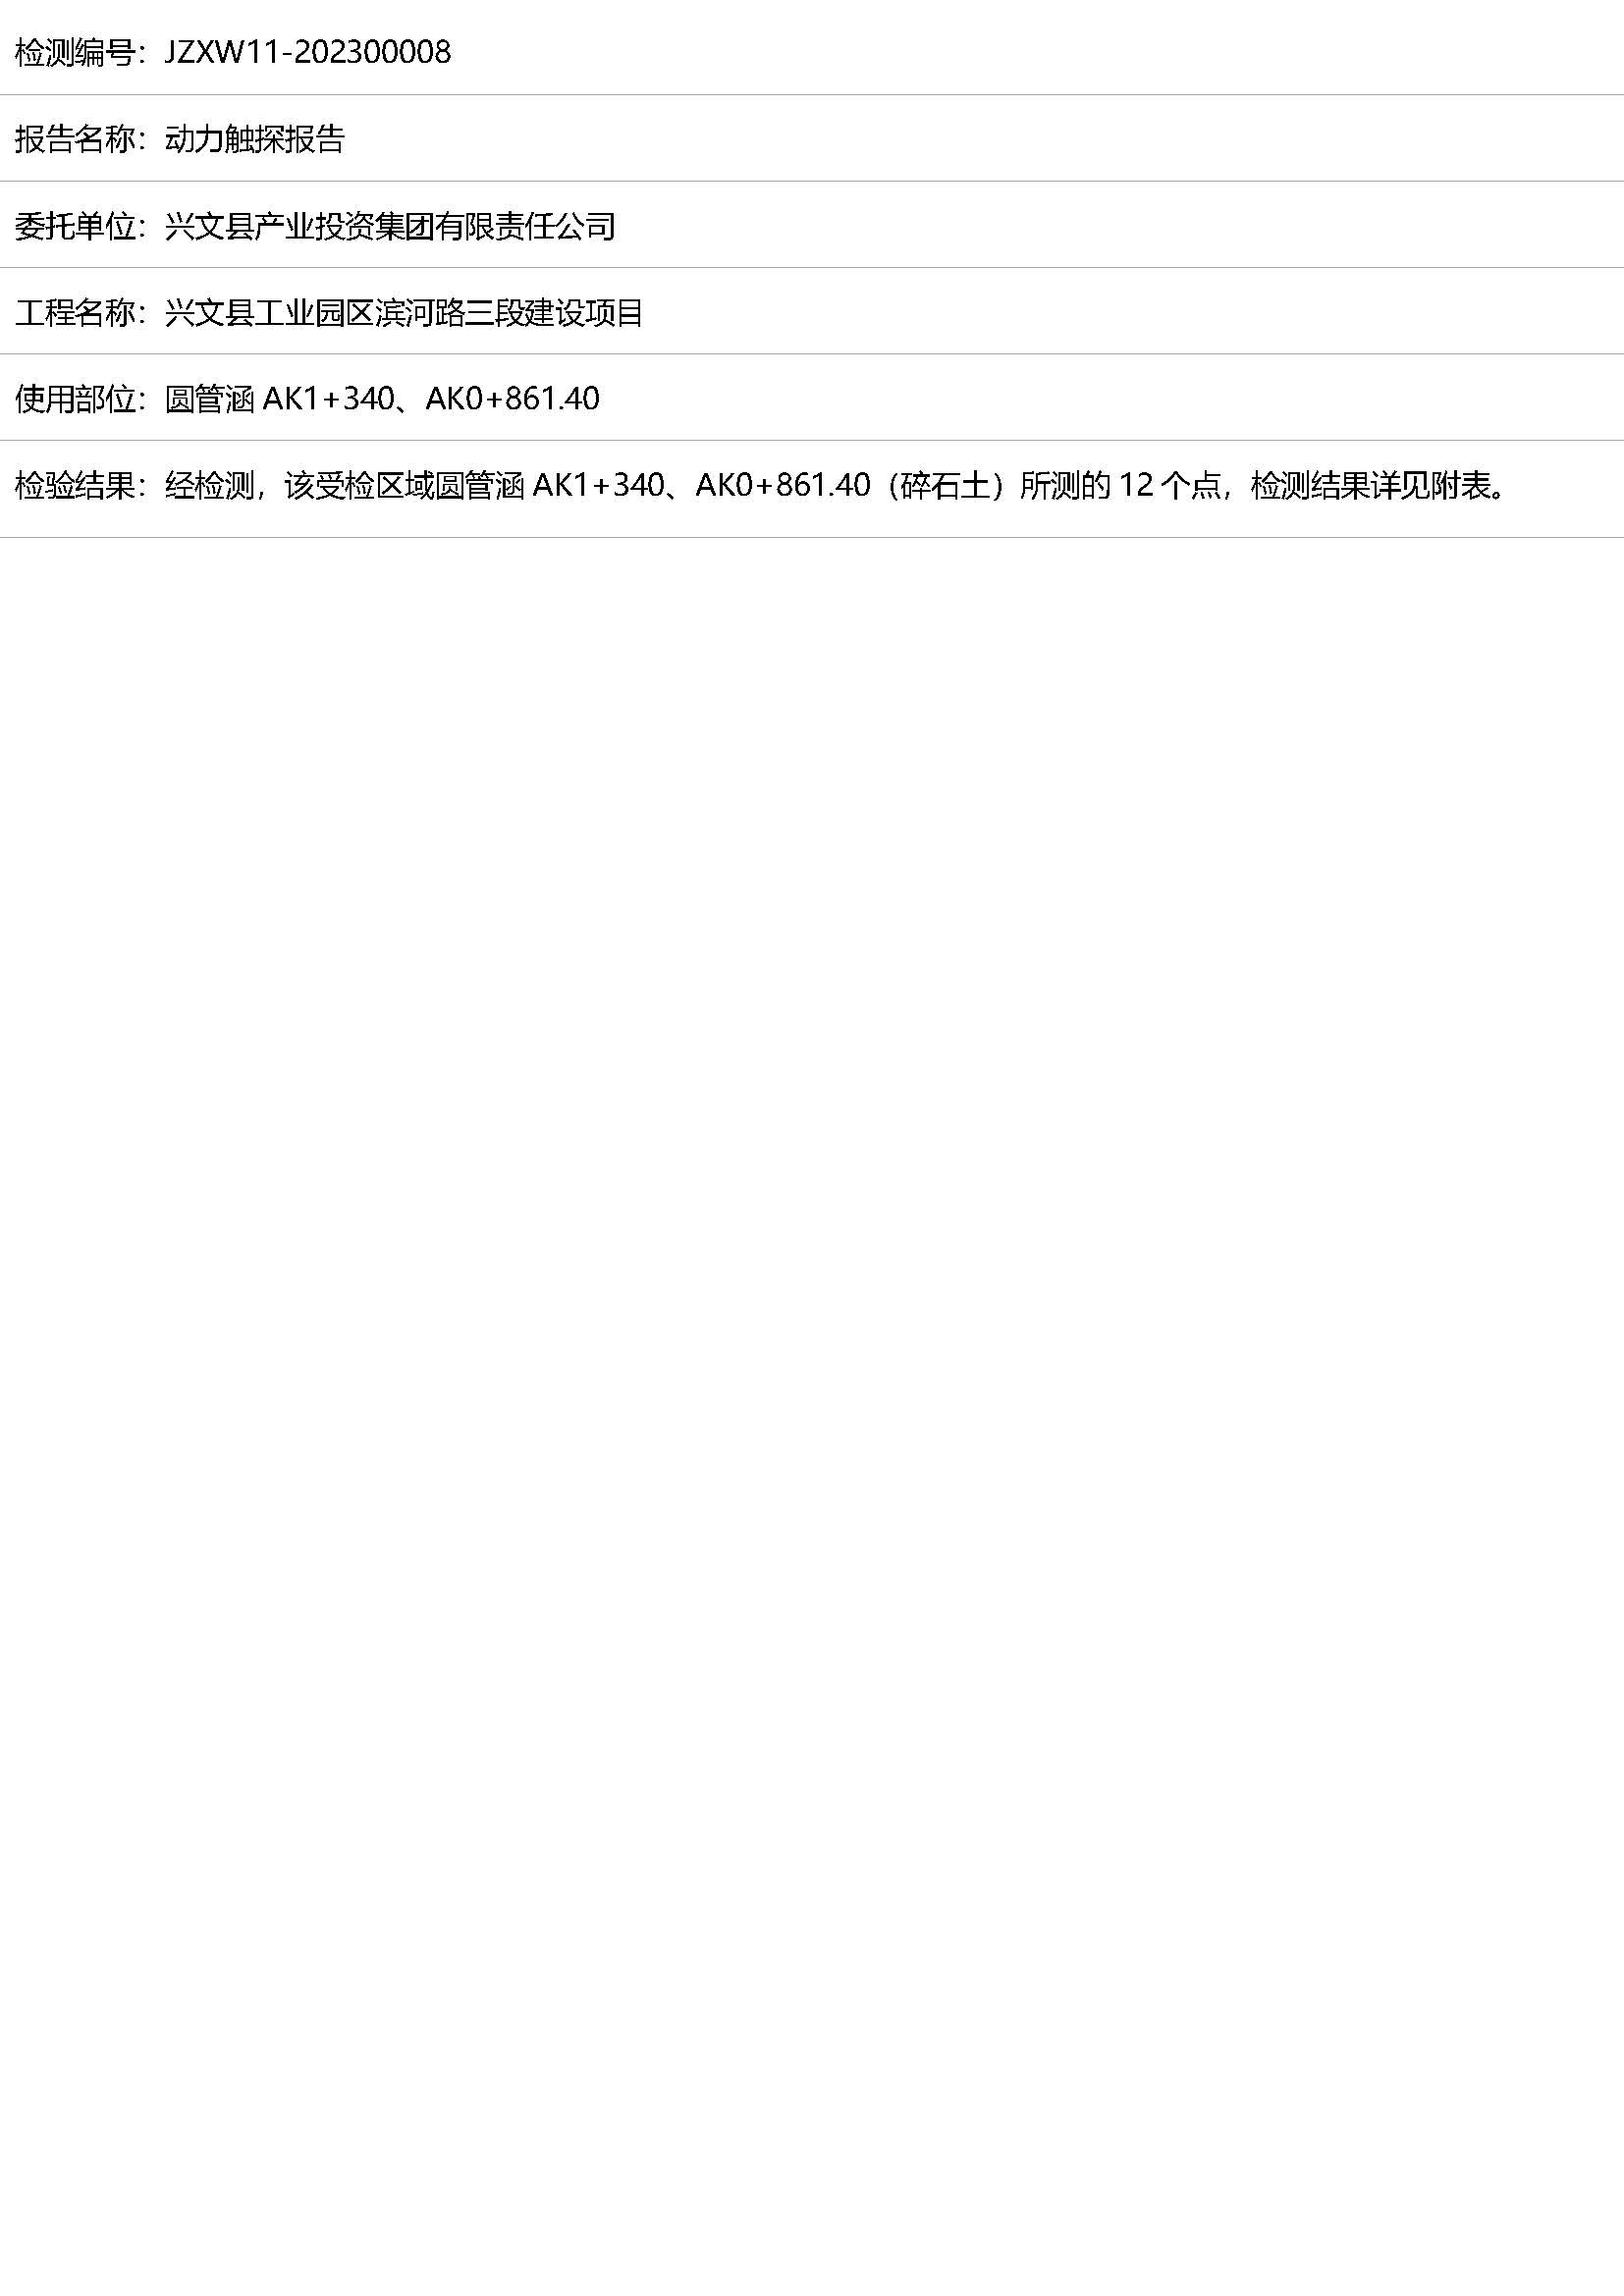 检测编号：JZXW11-202300008
报告名称：动力触探报告
委托单位：兴文县产业投资集团有限责任公司
工程名称：兴文县工业园区滨河路三段建设项目
使用部位：圆管涵 AK1+340、AK0+861.40
检验结果：经检测，该受检区域圆管涵 AK1+340、AK0+861.40（碎石土）所测的 12 个点，检测结果详见附表。